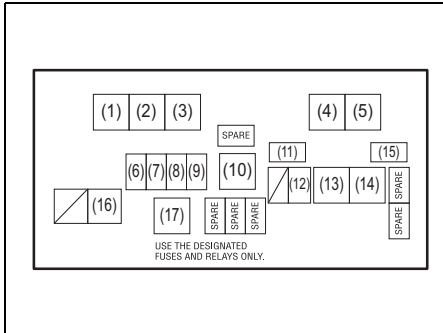 (1) (2) (3) (4) (5)
SPARE
(11) (15)
(6) (7) (8) (9) (10) (12) (13) (14) SPARE
(16) (17) SPARE SPARE SPARE SPARE
USE THE DESIGNATED
FUSES AND RELAYS ONLY.